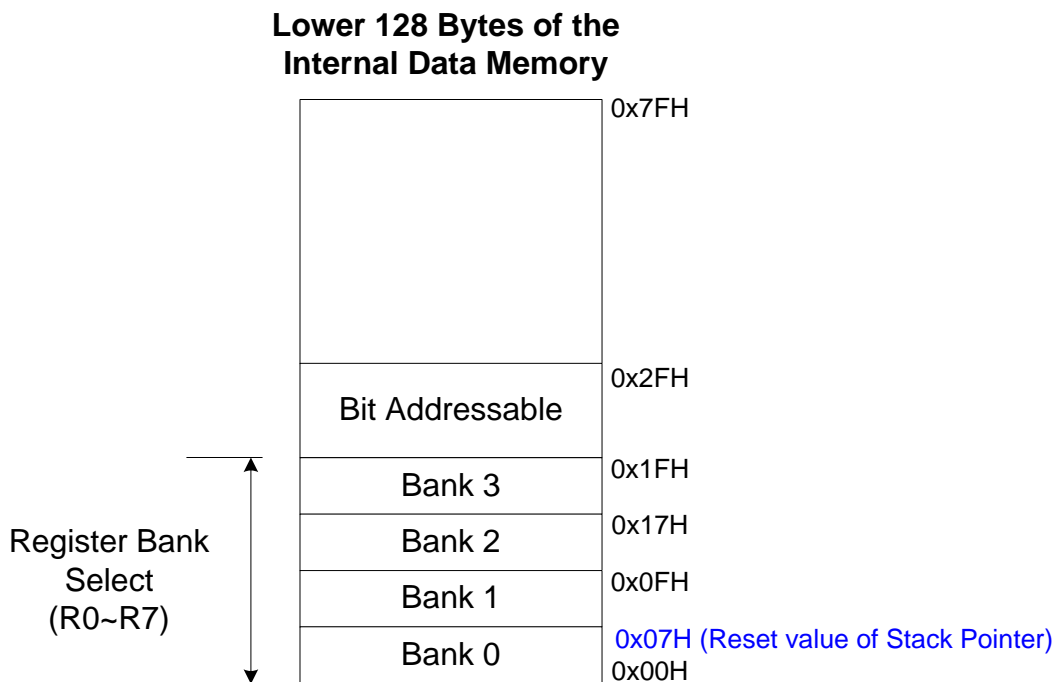 Lower 128 Bytes of the
Internal Data Memory
0x7FH
0x2FH
Bit Addressable
0x1FH
Bank 3
0x17H
Bank 2
Register Bank
Select
(R0~R7)
0x0FH
Bank 1
0x07H (Reset value of Stack Pointer)
Bank 0
0x00H